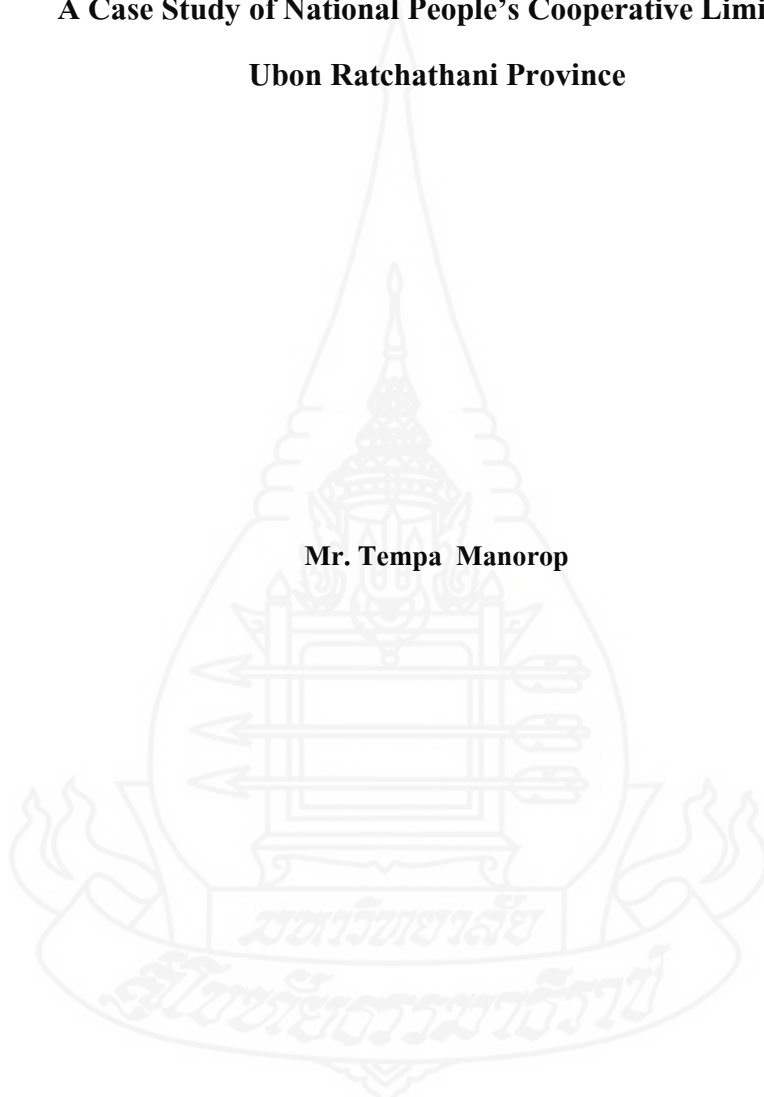 A Case Study of National People's Cooperative Limi
Ubon Ratchathani Province
Mr. Tempa Manorop
มหาวิทยาลัย
สุโขทัยธรรมาธิราช